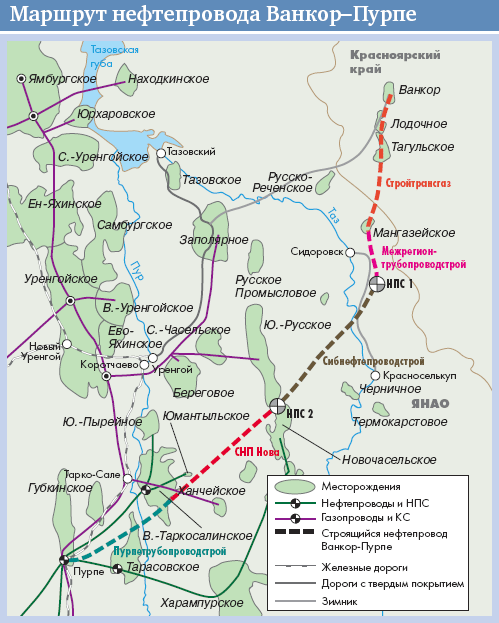 Маршрут нефтепровода Ванкор–Пурпе
Тазовская
губа
Красноярский
край
Ямбургское
Находкинское
Ванкор
Юрхаровское
Лодочное
Тазовский
Тагульское
С.-Уренгойское
Тазовское
Русско-
Реченское
Стройтрансгаз
Ен-Яхинское
Таз
Самбургское
Мангазейское
Заполярное
Межрегион-
трубопроводстрой
Сидоровск
Пур
Уренгойское
Русское
Промысловое
НПС 1
В.-Уренгойское
Ево-
Яхинское
С.-Часельское
Ю.-Русское
Новый
Уренгой
Сибнефтепроводстрой
Коротчаево
Уренгой
Красноселькуп
Черничное
Береговое
ЯНАО
Ю.-Пырейное
Юмантыльское
НПС 2
Термокарстовое
СНП Нова
Новочасельское
Тарко-Сале
Губкинское
Ханчейское
В.-Таркосалинское
Пурпетрубопроводстрой
Пурпе
Тарасовское
Харампурское
Месторождения
Нефтепроводы и НПС
Газопроводы и КС
Строящийся нефтепровод
Ванкор-Пурпе
Железные дороги
Дороги с твердым покрытием
Зимник